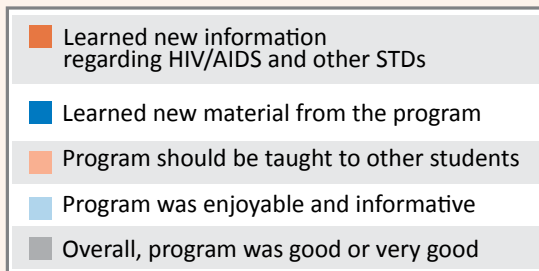 Learned new information
regarding HIV/AIDS and other STDs
Learned new material from the program
Program should be taught to other students
Program was enjoyable and informative
Overall, program was good or very good